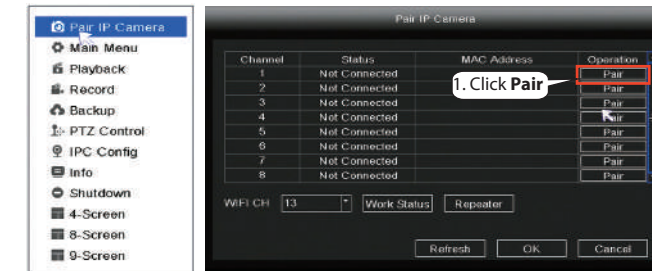 Pair IP Camera
Main Menu
Playback
Record
Backup
PTZ Control
IPC Config
Info
Shutdown
4-Screen
8-Screen
9-Screen
Pair IP Camera
Channel Status MAC Address Operation
1 Not Connected Pair
2 Not Connected Pair
3 Not Connected Pair
4 Not Connected Pair
5 Not Connected Pair
6 Not Connected Pair
7 Not Connected Pair
8 Not Connected Pair
1. Click Pair
WIFI CH 13 Work Status Repeater
Refresh OK Cancel